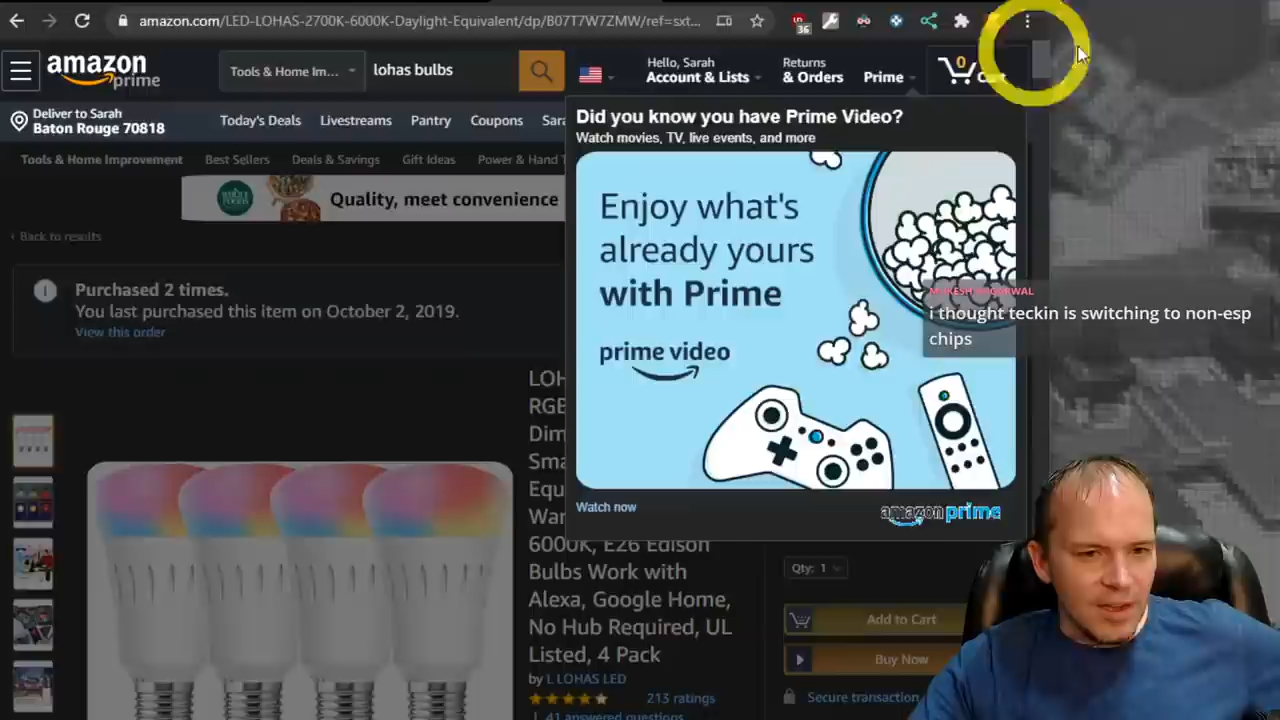 amazon.com/LED-LOHAS-2700K-6000K-Daylight-Equivalent/dp/B07T7W7ZMW/ref=sxt...
36
amazon
prime
Tools & Home Im...
lohas bulbs
Hello, Sarah
Account & Lists
Returns
& Orders
Prime
0
Cart
Deliver to Sarah
Baton Rouge 70818
Today's Deals
Livestreams
Pantry
Coupons
Sara
Tools & Home Improvement
Best Sellers
Deals & Savings
Gift Ideas
Power & Hand T
Quality, meet convenience
Back to results
Purchased 2 times.
You last purchased this item on October 2, 2019.
View this order
Did you know you have Prime Video?
Watch movies, TV, live events, and more
Enjoy what's
already yours
with Prime
prime video
Watch now
amazon prime
i thought teckin is switching to non-esp
chips
LOH
RGB
Dim
Sma
Equ
War
6000K, E26 Edison
Bulbs Work with
Alexa, Google Home,
No Hub Required, UL
Listed, 4 Pack
by L LOHAS LED
213 ratings
41 answered questions
Qty: 1
Add to Cart
Buy Now
Secure transaction